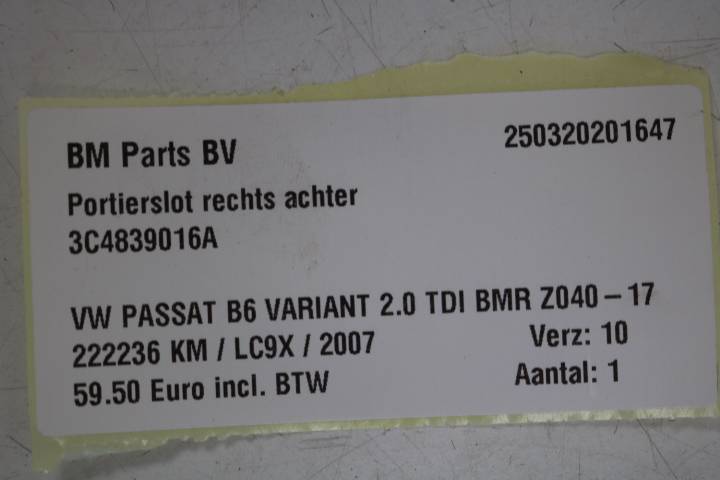 BM Parts BV
250320201647
Portierslot rechts achter
3C4839016A
VW PASSAT B6 VARIANT 2.0 TDI BMR Z040-17
222236 KM / LC9X / 2007
Verz: 10
59.50 Euro incl. BTW
Aantal: 1